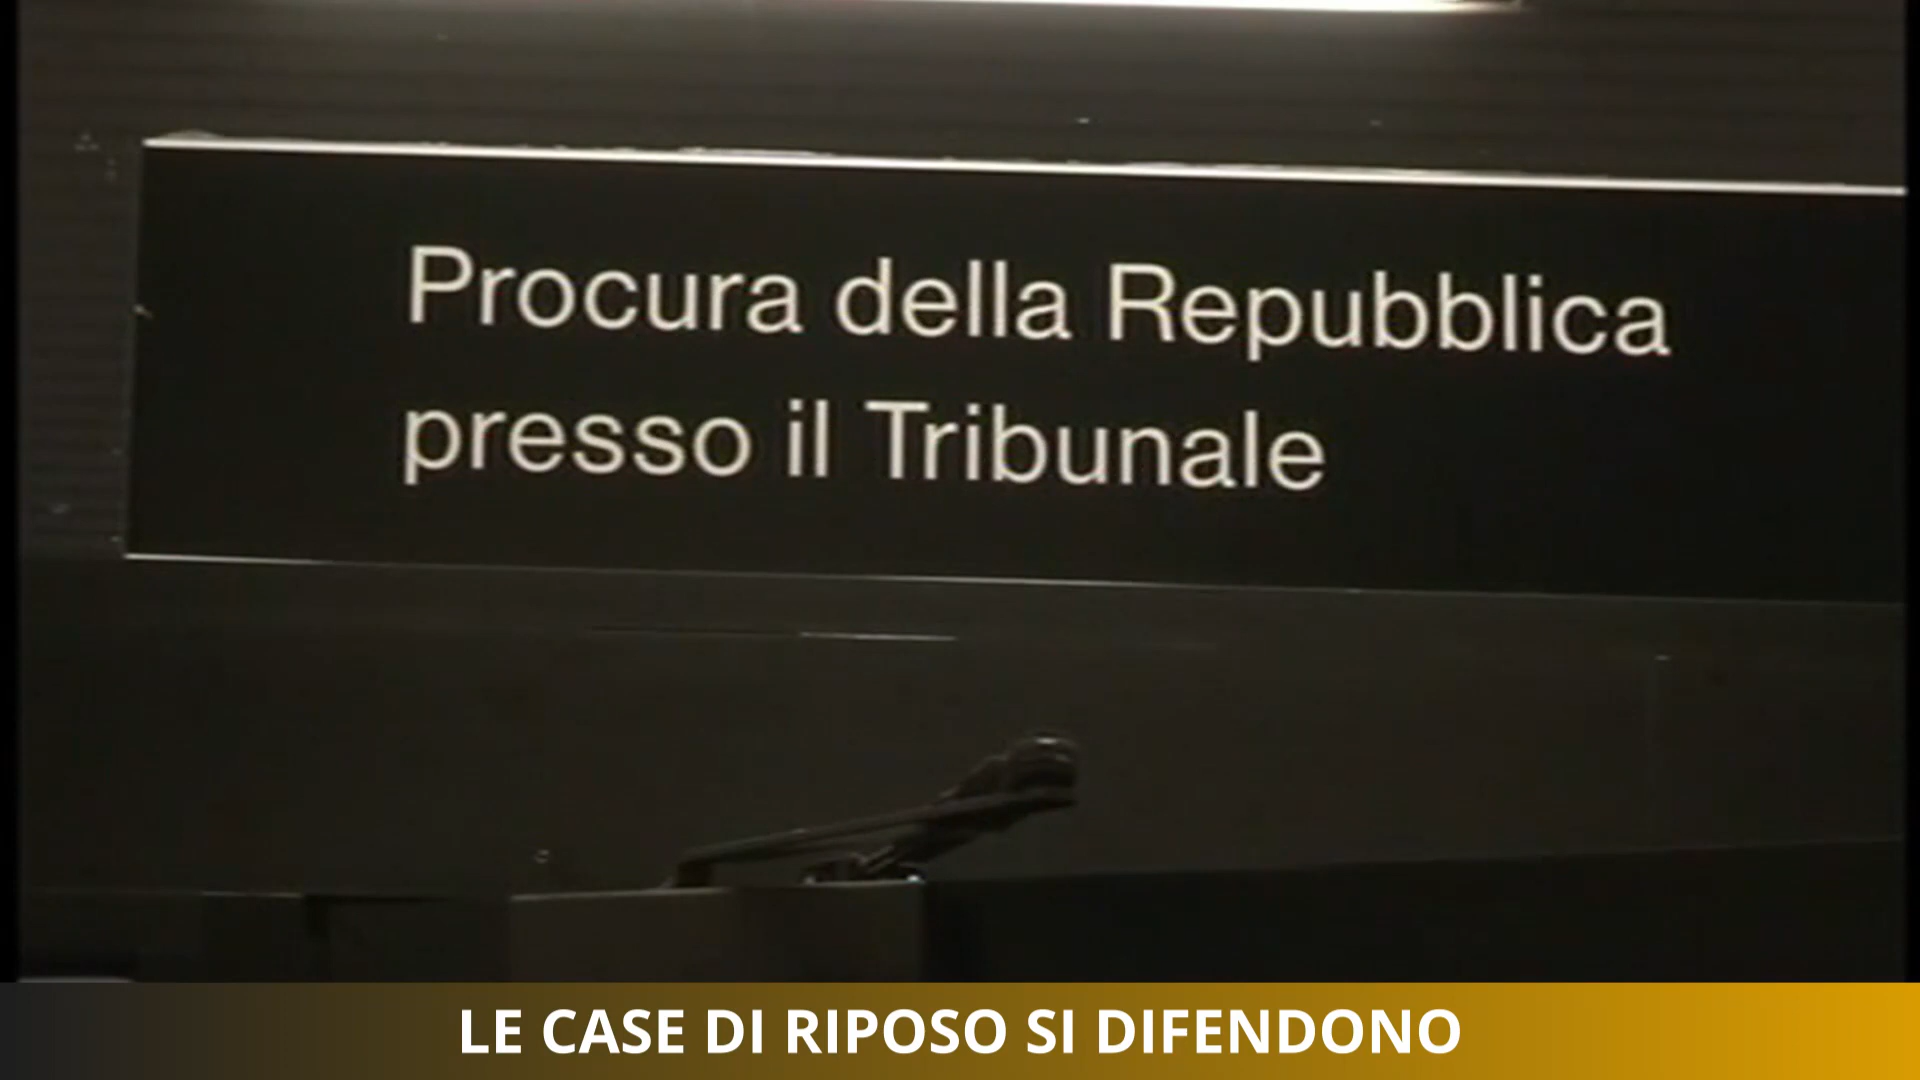 Procura della Repubblica
presso il Tribunale
LE CASE DI RIPOSO SI DIFENDONO